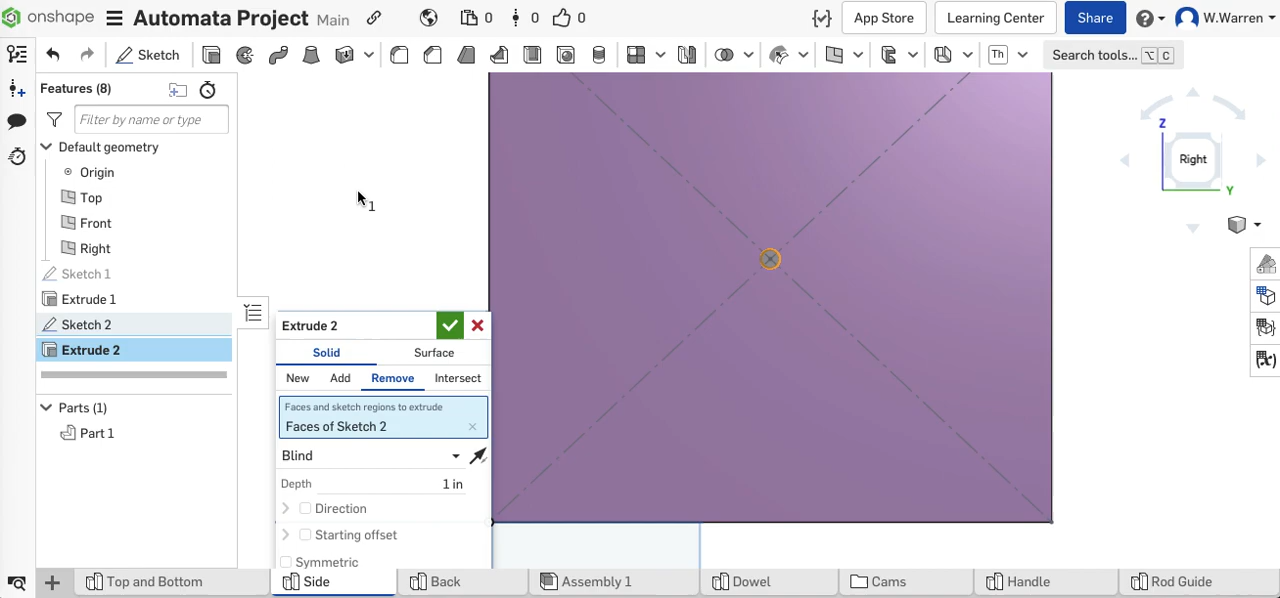 onshape Automata Project Main 0 0 0 App Store Learning Center Share W.Warren
Sketch Th Search tools... ⌥ C
Features (8)
Filter by name or type
Default geometry
Origin
Top
Front
Right
Sketch 1
Extrude 1
Sketch 2
Extrude 2
Parts (1)
Part 1
1
Extrude 2
Solid Surface
New Add Remove Intersect
Faces and sketch regions to extrude
Faces of Sketch 2
Blind
Depth 1 in
Direction
Starting offset
Symmetric
Z
Right
Y
Top and Bottom Side Back Assembly 1 Dowel Cams Handle Rod Guide